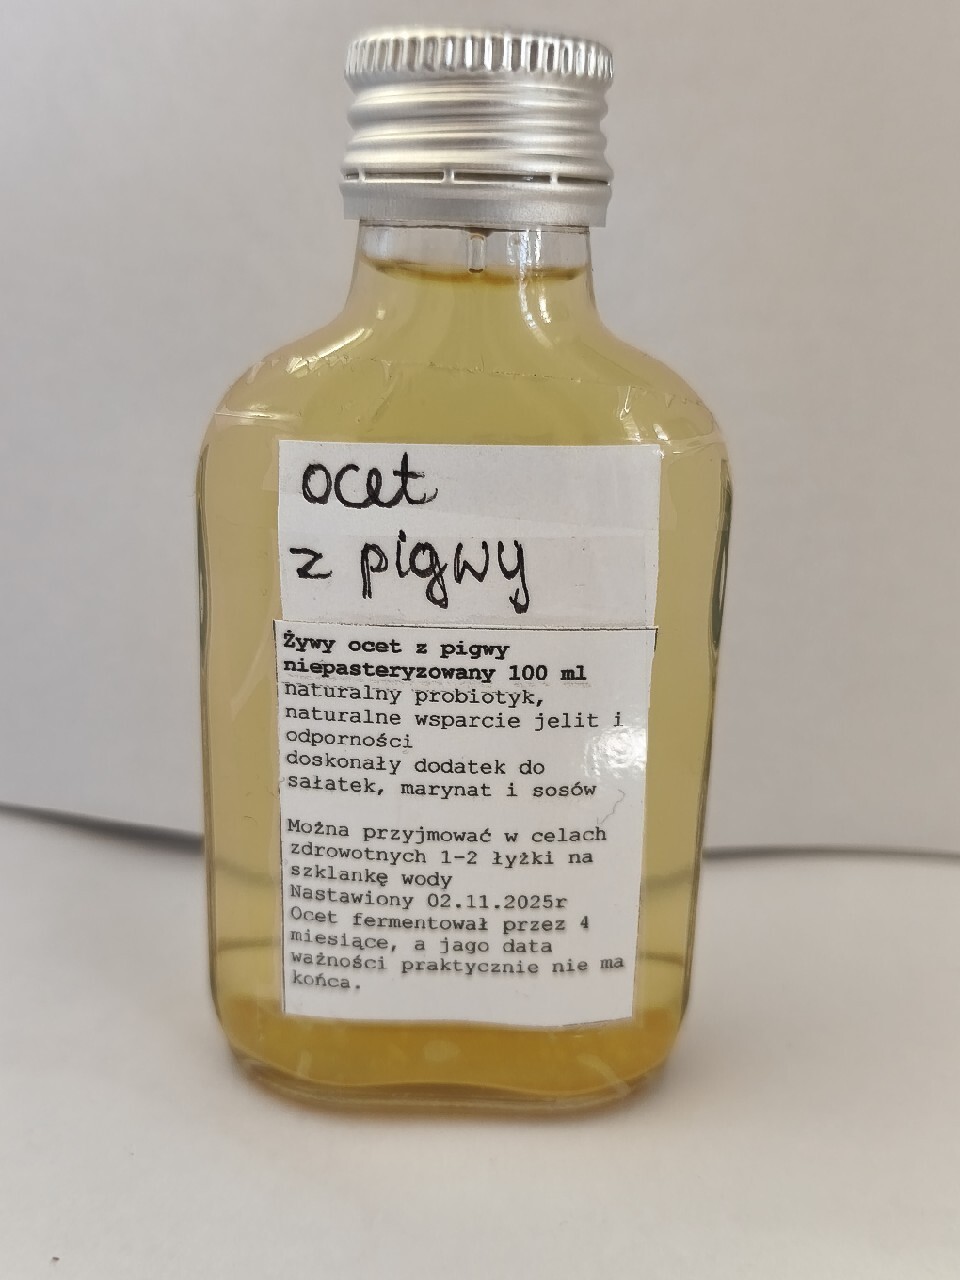 ocet
z pigwy
Żywy ocet z pigwy
niepasteryzowany 100 ml
naturalny probiotyk,
naturalne wsparcie jelit i
odporności
doskonały dodatek do
sałatek, marynat i sosów
Można przyjmować w celach
zdrowotnych 1-2 łyżki na
szklankę wody
Nastawiony 02.11.2025r
Ocet fermentował przez 4
miesiące, a jago data
ważności praktycznie nie ma
końca.